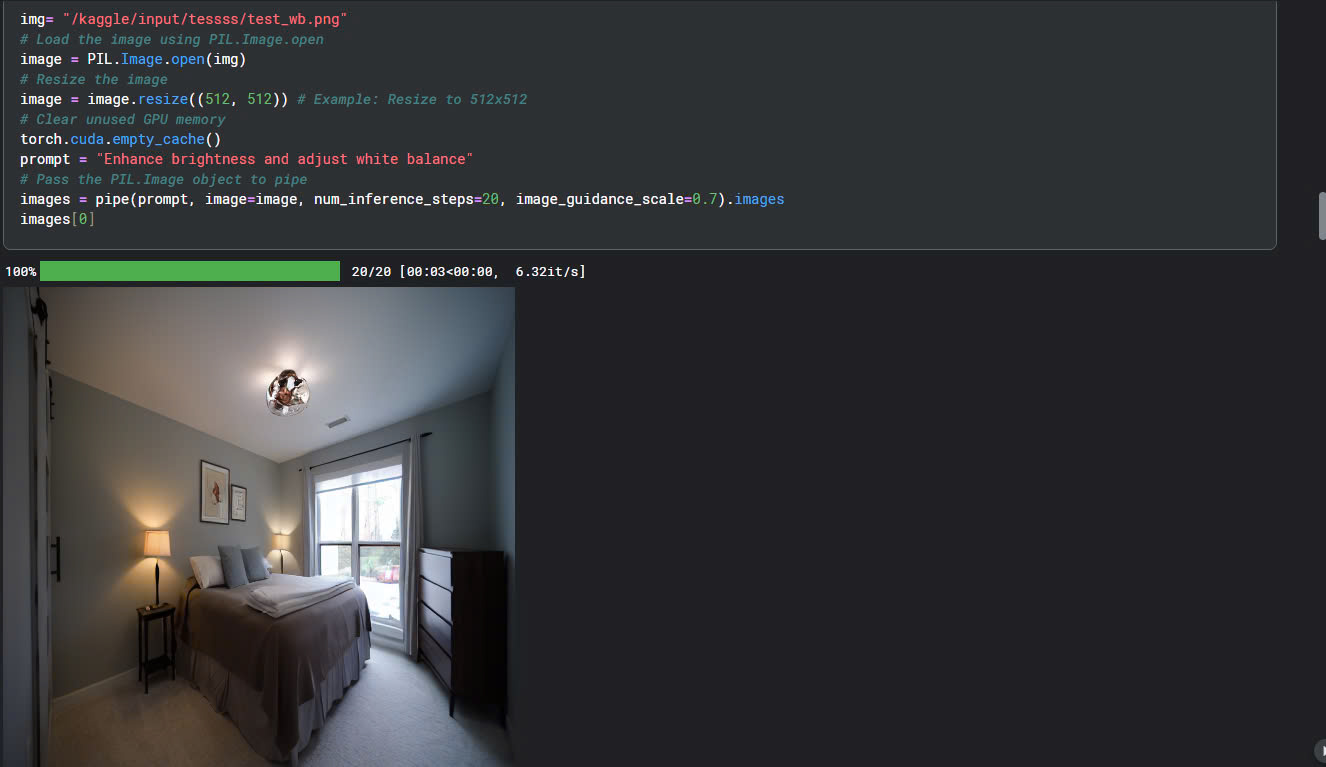 img= "/kaggle/input/tessss/test_wb.png"
# Load the image using PIL.Image.open
image = PIL.Image.open(img)
# Resize the image
image = image.resize((512, 512)) # Example: Resize to 512x512
# Clear unused GPU memory
torch.cuda.empty_cache()
prompt = "Enhance brightness and adjust white balance"
# Pass the PIL.Image object to pipe
images = pipe(prompt, image=image, num_inference_steps=20, image_guidance_scale=0.7).images
images[0]
100% 20/20 [00:03<00:00, 6.32it/s]